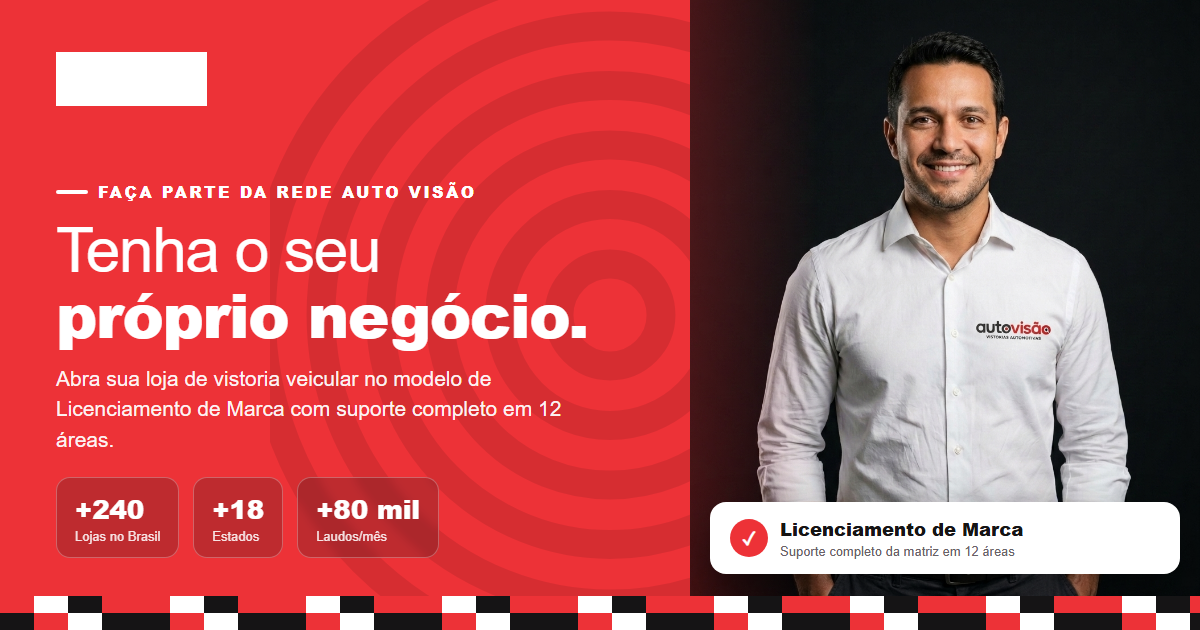 FAÇA PARTE DA REDE AUTO VISÃO
Tenha o seu
próprio negócio.
Abra sua loja de vistoria veicular no modelo de
Licenciamento de Marca com suporte completo em 12
áreas.
+240
Lojas no Brasil
+18
Estados
+80 mil
Laudos/mês
autovisão
VISTORIAS AUTOMOTIVAS
Licenciamento de Marca
Suporte completo da matriz em 12 áreas